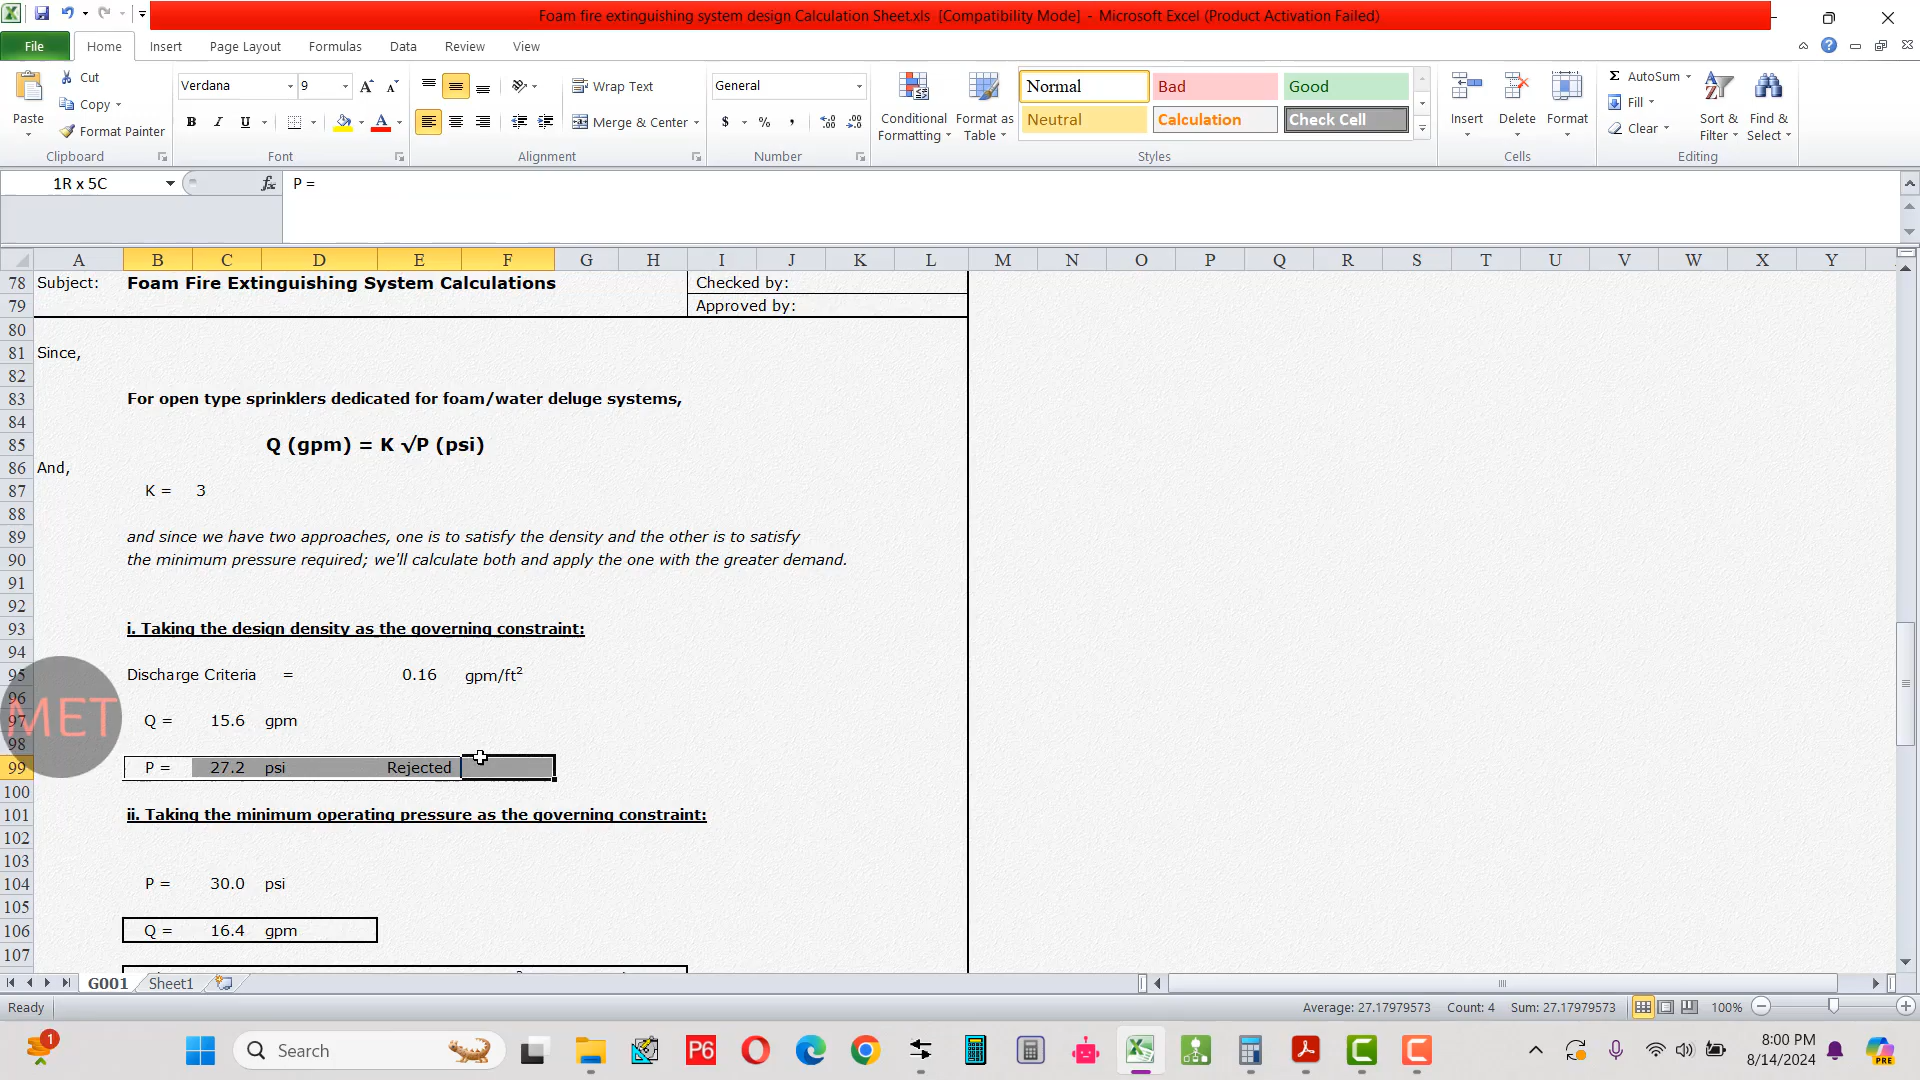 Foam fire extinguishing system design Calculation Sheet.xls [Compatibility Mode] - Microsoft Excel (Product Activation Failed)
File Home Insert Page Layout Formulas Data Review View
Paste Cut Copy Format Painter Clipboard
Verdana 9 B I U Font
Wrap Text Merge & Center Alignment
General $ % , Number
Conditional Formatting Format as Table
Normal Bad Good
Neutral Calculation Check Cell
Styles
Insert Delete Format Cells
AutoSum Fill Clear Sort & Filter Find & Select Editing
1R x 5C fx P =
A B C D E F G H I J K L M N O P Q R S T U V W X Y
78 Subject: Foam Fire Extinguishing System Calculations Checked by:
79 Approved by:
80
81 Since,
82
83 For open type sprinklers dedicated for foam/water deluge systems,
84
85 Q (gpm) = K √P (psi)
86 And,
87 K = 3
88
89 and since we have two approaches, one is to satisfy the density and the other is to satisfy
90 the minimum pressure required; we'll calculate both and apply the one with the greater demand.
91
92
93 i. Taking the design density as the governing constraint:
94
95 Discharge Criteria = 0.16 gpm/ft²
96
97 Q = 15.6 gpm
98
MET
99 P = 27.2 psi Rejected
100
101 ii. Taking the minimum operating pressure as the governing constraint:
102
103
104 P = 30.0 psi
105
106 Q = 16.4 gpm
107
G001 Sheet1
Ready Average: 27.17979573 Count: 4 Sum: 27.17979573 100%
1 Search P6 8:00 PM
8/14/2024 PRE